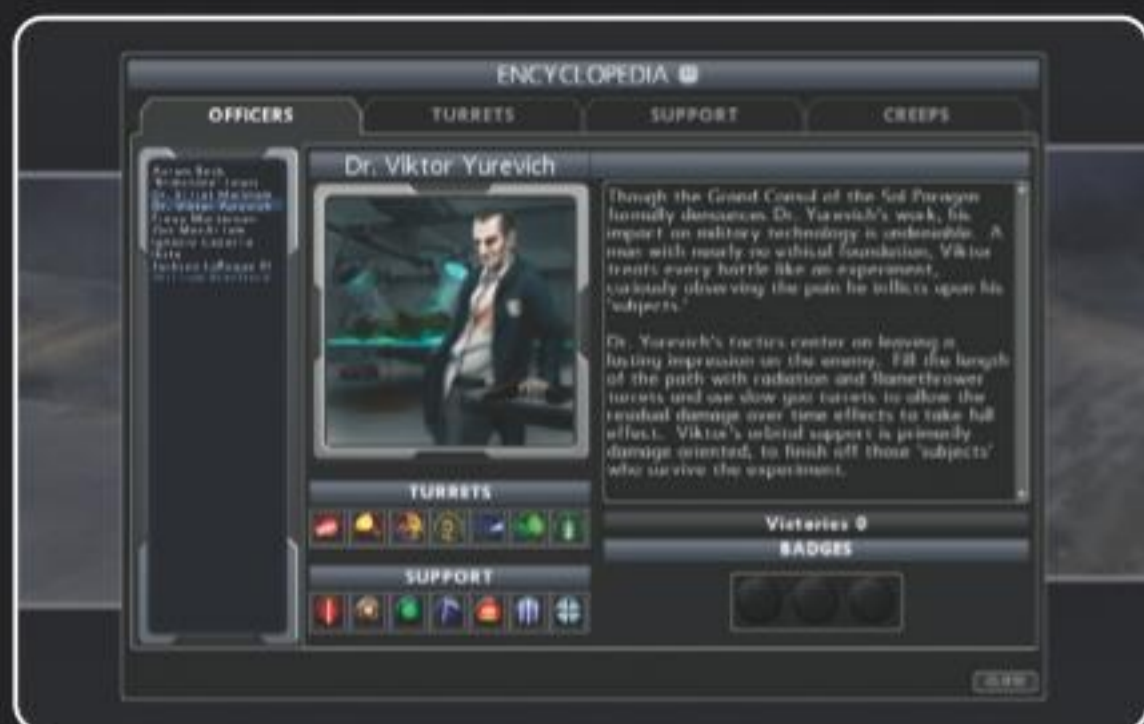 ENCYCLOPEDIA
OFFICERS
TURRETS
SUPPORT
CREEPS
Dr. Viktor Yurevich
Dr. Viktor Yurevich
Though the Grand Consul of the Sol Paragon
formally denounces Dr. Yurevich's work, his
impact on military technology is undeniable. A
man with nearly no ethical foundation, Viktor
treats every battle like an experiment,
curiously observing the pain he inflicts upon his
'subjects.'
Dr. Yurevich's tactics center on leaving a
lasting impression on the enemy. Fill the length
of the path with radiation and flamethrower
turrets and use slow goo turrets to allow the
residual damage over time effects to take full
effect. Viktor's orbital support is primarily
damage oriented, to finish off those 'subjects'
who survive the experiment.
TURRETS
SUPPORT
Victories 0
BADGES